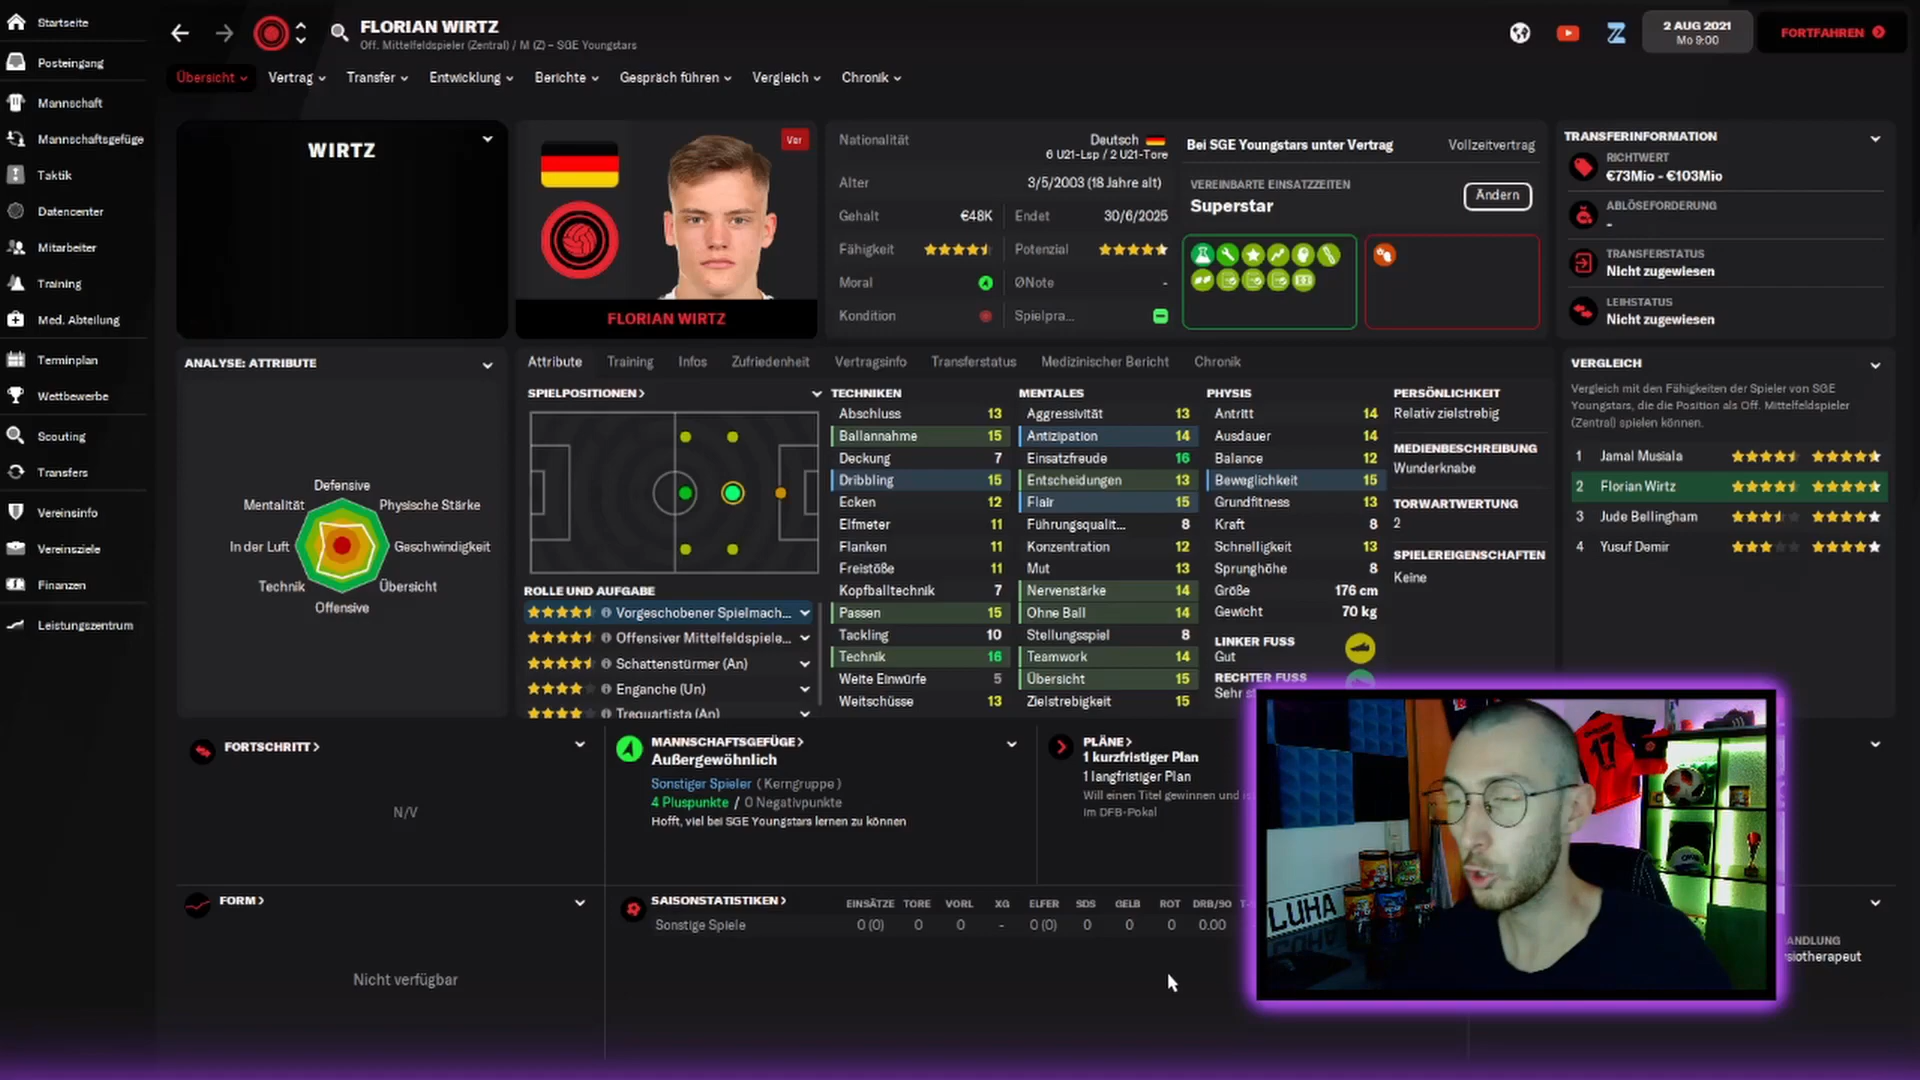 Startseite
Posteingang
Mannschaft
Mannschaftsgefüge
Taktik
Datencenter
Mitarbeiter
Training
Med. Abteilung
Terminplan
Wettbewerbe
Scouting
Transfers
Vereinsinfo
Vereinsziele
Finanzen
Leistungszentrum
FLORIAN WIRTZ
Off. Mittelfeldspieler (Zentral) / M (Z) – SGE Youngstars
2 AUG 2021
Mo 9:00
FORTFAHREN
Übersicht Vertrag Transfer Entwicklung Berichte Gespräch führen Vergleich Chronik
WIRTZ
Ver
FLORIAN WIRTZ
Nationalität Deutsch
6 U21-Lsp / 2 U21-Tore
Alter 3/5/2003 (18 Jahre alt)
Gehalt €48K Endet 30/6/2025
Fähigkeit Potenzial
Moral ØNote -
Kondition Spielpra...
Bei SGE Youngstars unter Vertrag Vollzeitvertrag
VEREINBARTE EINSATZZEITEN
Superstar
Ändern
TRANSFERINFORMATION
RICHTWERT
€73Mio - €103Mio
ABLÖSEFORDERUNG
-
TRANSFERSTATUS
Nicht zugewiesen
LEIHSTATUS
Nicht zugewiesen
ANALYSE: ATTRIBUTE
Defensive
Mentalität Physische Stärke
In der Luft Geschwindigkeit
Technik Übersicht
Offensive
Attribute Training Infos Zufriedenheit Vertragsinfo Transferstatus Medizinischer Bericht Chronik
SPIELPOSITIONEN
ROLLE UND AUFGABE
Vorgeschobener Spielmach...
Offensiver Mittelfeldspiele...
Schattenstürmer (An)
Enganche (Un)
Trequartista (An)
TECHNIKEN
Abschluss 13
Ballannahme 15
Deckung 7
Dribbling 15
Ecken 12
Elfmeter 11
Flanken 11
Freistöße 11
Kopfballtechnik 7
Passen 15
Tackling 10
Technik 16
Weite Einwürfe 5
Weitschüsse 13
MENTALES
Aggressivität 13
Antizipation 14
Einsatzfreude 16
Entscheidungen 13
Flair 15
Führungsqualit... 8
Konzentration 12
Mut 13
Nervenstärke 14
Ohne Ball 14
Stellungsspiel 8
Teamwork 14
Übersicht 15
Zielstrebigkeit 15
PHYSIS
Antritt 14
Ausdauer 14
Balance 12
Beweglichkeit 15
Grundfitness 13
Kraft 8
Schnelligkeit 13
Sprunghöhe 8
Größe 176 cm
Gewicht 70 kg
LINKER FUSS
Gut
RECHTER FUSS
Sehr
PERSÖNLICHKEIT
Relativ zielstrebig
MEDIENBESCHREIBUNG
Wunderknabe
TORWARTWERTUNG
2
SPIELEREIGENSCHAFTEN
Keine
VERGLEICH
Vergleich mit den Fähigkeiten der Spieler von SGE
Youngstars, die die Position als Off. Mittelfeldspieler
(Zentral) spielen können.
1 Jamal Musiala
2 Florian Wirtz
3 Jude Bellingham
4 Yusuf Demir
FORTSCHRITT
N/V
MANNSCHAFTSGEFÜGE
Außergewöhnlich
Sonstiger Spieler (Kerngruppe)
4 Pluspunkte / 0 Negativpunkte
Hofft, viel bei SGE Youngstars lernen zu können
PLÄNE
1 kurzfristiger Plan
1 langfristiger Plan
Will einen Titel gewinnen und
im DFB-Pokal
FORM
Nicht verfügbar
SAISONSTATISTIKEN EINSÄTZE TORE VORL XG ELFER SDS GELB ROT DRB/90
Sonstige Spiele 0 (0) 0 0 - 0 (0) 0 0 0 0.00
17
LUHA